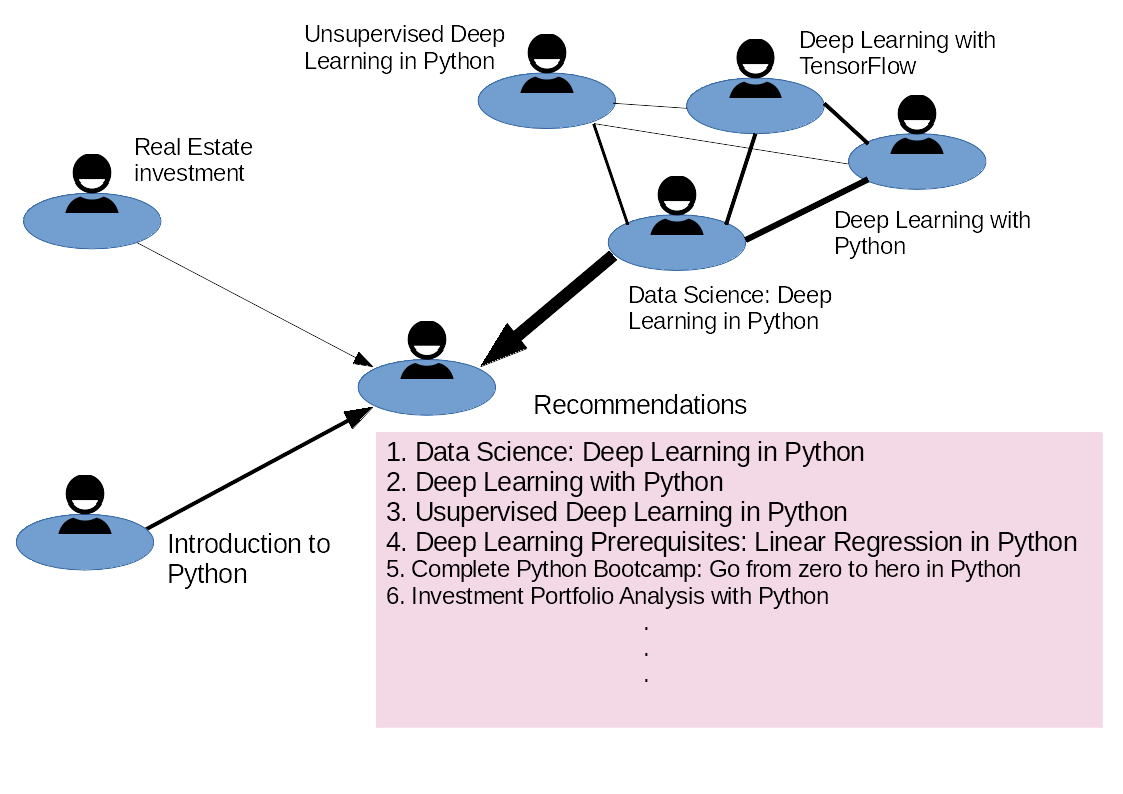 Unsupervised Deep
Learning in Python
Deep Learning with
TensorFlow
Real Estate
investment
Deep Learning with
Python
Data Science: Deep
Learning in Python
Recommendations
1. Data Science: Deep Learning in Python
2. Deep Learning with Python
3. Usupervised Deep Learning in Python
4. Deep Learning Prerequisites: Linear Regression in Python
5. Complete Python Bootcamp: Go from zero to hero in Python
6. Investment Portfolio Analysis with Python
.
.
.
Introduction to
Python